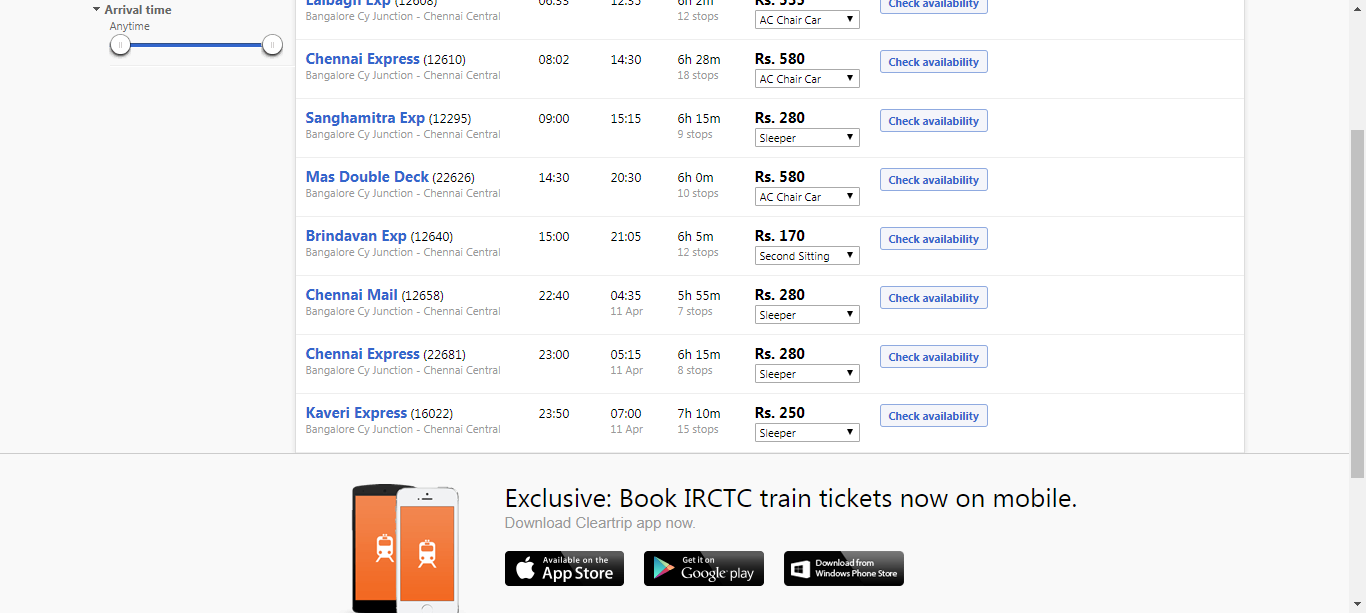 Arrival time
Anytime
Lalbagh Exp (12608) 06:35 12:35 6h 2m Rs. 535 Check availability
Bangalore Cy Junction - Chennai Central 12 stops AC Chair Car
Chennai Express (12610) 08:02 14:30 6h 28m Rs. 580 Check availability
Bangalore Cy Junction - Chennai Central 18 stops AC Chair Car
Sanghamitra Exp (12295) 09:00 15:15 6h 15m Rs. 280 Check availability
Bangalore Cy Junction - Chennai Central 9 stops Sleeper
Mas Double Deck (22626) 14:30 20:30 6h 0m Rs. 580 Check availability
Bangalore Cy Junction - Chennai Central 10 stops AC Chair Car
Brindavan Exp (12640) 15:00 21:05 6h 5m Rs. 170 Check availability
Bangalore Cy Junction - Chennai Central 12 stops Second Sitting
Chennai Mail (12658) 22:40 04:35 5h 55m Rs. 280 Check availability
Bangalore Cy Junction - Chennai Central 11 Apr 7 stops Sleeper
Chennai Express (22681) 23:00 05:15 6h 15m Rs. 280 Check availability
Bangalore Cy Junction - Chennai Central 11 Apr 8 stops Sleeper
Kaveri Express (16022) 23:50 07:00 7h 10m Rs. 250 Check availability
Bangalore Cy Junction - Chennai Central 11 Apr 15 stops Sleeper
Exclusive: Book IRCTC train tickets now on mobile.
Download Cleartrip app now.
Available on the App Store
Get it on Google play
Download from Windows Phone Store